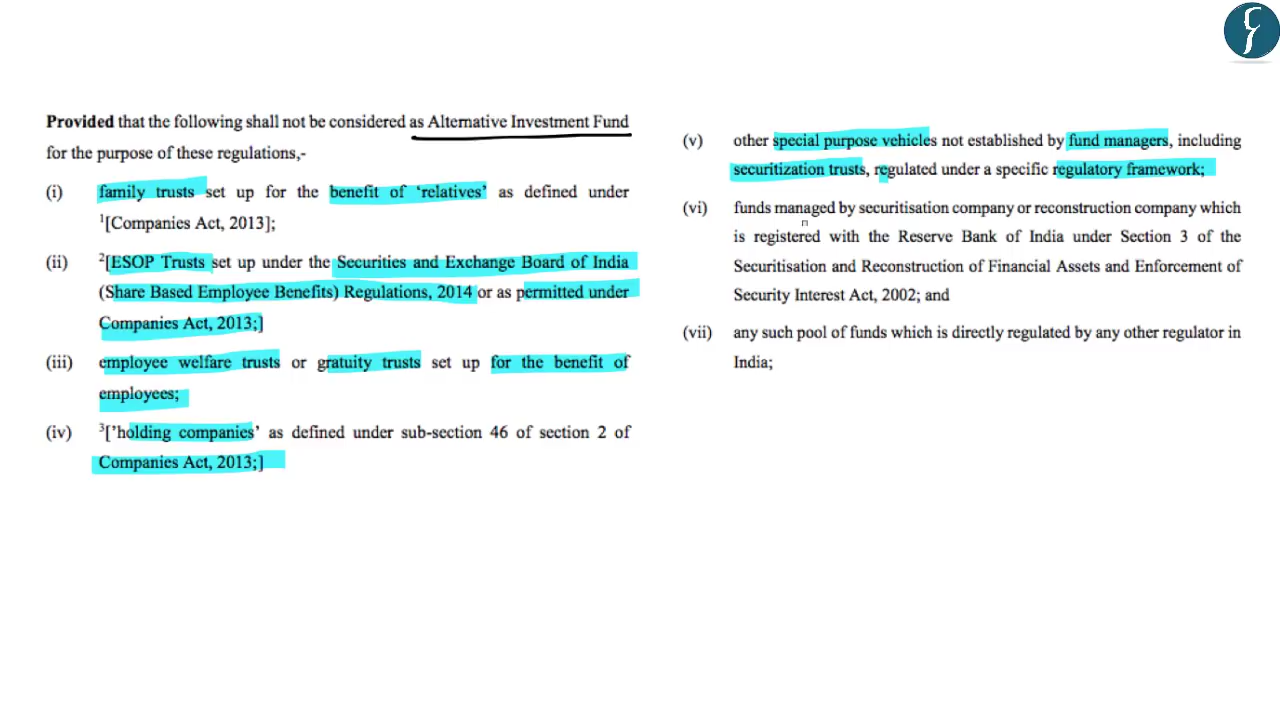 Provided that the following shall not be considered as Alternative Investment Fund
for the purpose of these regulations,-
(i) family trusts set up for the benefit of ‘relatives’ as defined under
1[Companies Act, 2013];
(ii) 2[ESOP Trusts set up under the Securities and Exchange Board of India
(Share Based Employee Benefits) Regulations, 2014 or as permitted under
Companies Act, 2013;]
(iii) employee welfare trusts or gratuity trusts set up for the benefit of
employees;
(iv) 3[’holding companies’ as defined under sub-section 46 of section 2 of
Companies Act, 2013;]
(v) other special purpose vehicles not established by fund managers, including
securitization trusts, regulated under a specific regulatory framework;
(vi) funds managed by securitisation company or reconstruction company which
is registered with the Reserve Bank of India under Section 3 of the
Securitisation and Reconstruction of Financial Assets and Enforcement of
Security Interest Act, 2002; and
(vii) any such pool of funds which is directly regulated by any other regulator in
India;